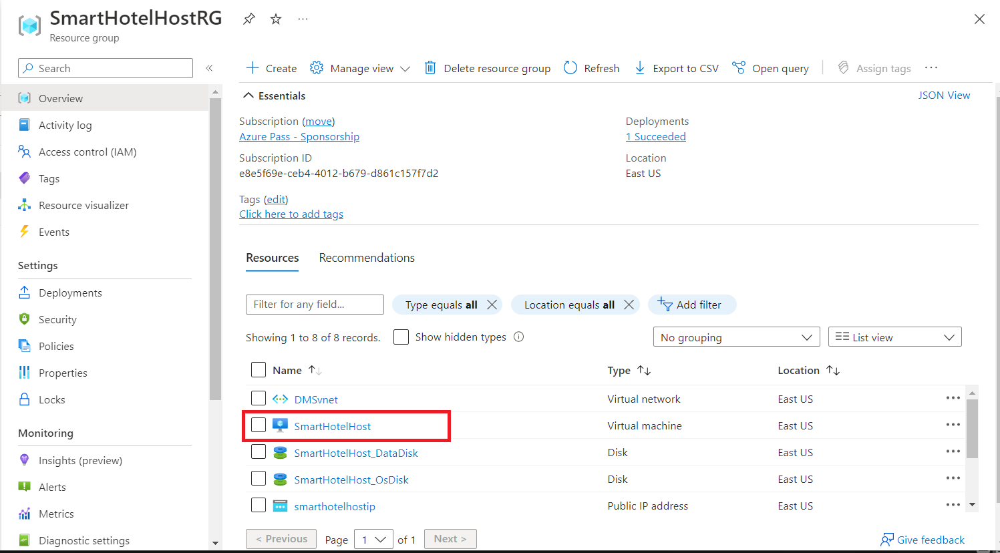 SmartHotelHostRG
Resource group
Search
Create
Manage view
Delete resource group
Refresh
Export to CSV
Open query
Assign tags
Overview
Activity log
Access control (IAM)
Tags
Resource visualizer
Events
Settings
Deployments
Security
Policies
Properties
Locks
Monitoring
Insights (preview)
Alerts
Metrics
Diagnostic settings
Essentials
JSON View
Subscription (move)
Azure Pass - Sponsorship
Subscription ID
e8e5f69e-ceb4-4012-b679-d861c157f7d2
Deployments
1 Succeeded
Location
East US
Tags (edit)
Click here to add tags
Resources Recommendations
Filter for any field... Type equals all Location equals all Add filter
Showing 1 to 8 of 8 records. Show hidden types No grouping List view
Name Type Location
DMSvnet Virtual network East US
SmartHotelHost Virtual machine East US
SmartHotelHost_DataDisk Disk East US
SmartHotelHost_OsDisk Disk East US
smarthotelhostip Public IP address East US
< Previous Page 1 of 1 Next >
Give feedback